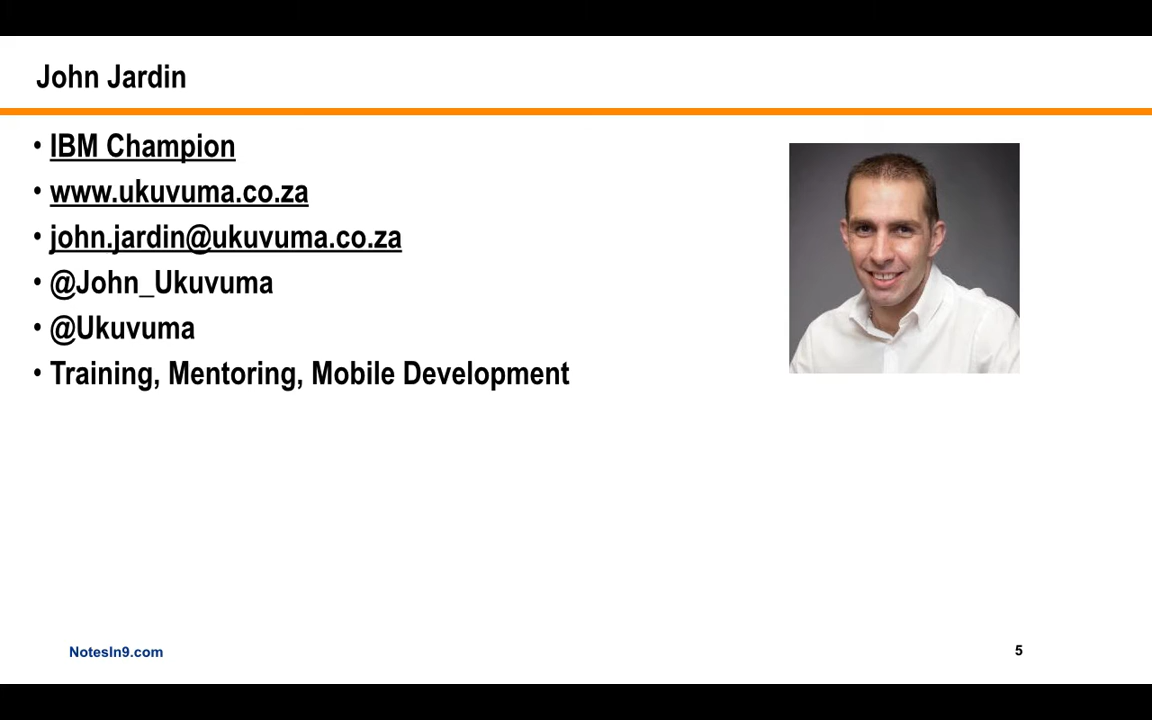 John Jardin
• IBM Champion
• www.ukuvuma.co.za
• john.jardin@ukuvuma.co.za
• @John_Ukuvuma
• @Ukuvuma
• Training, Mentoring, Mobile Development
NotesIn9.com
5